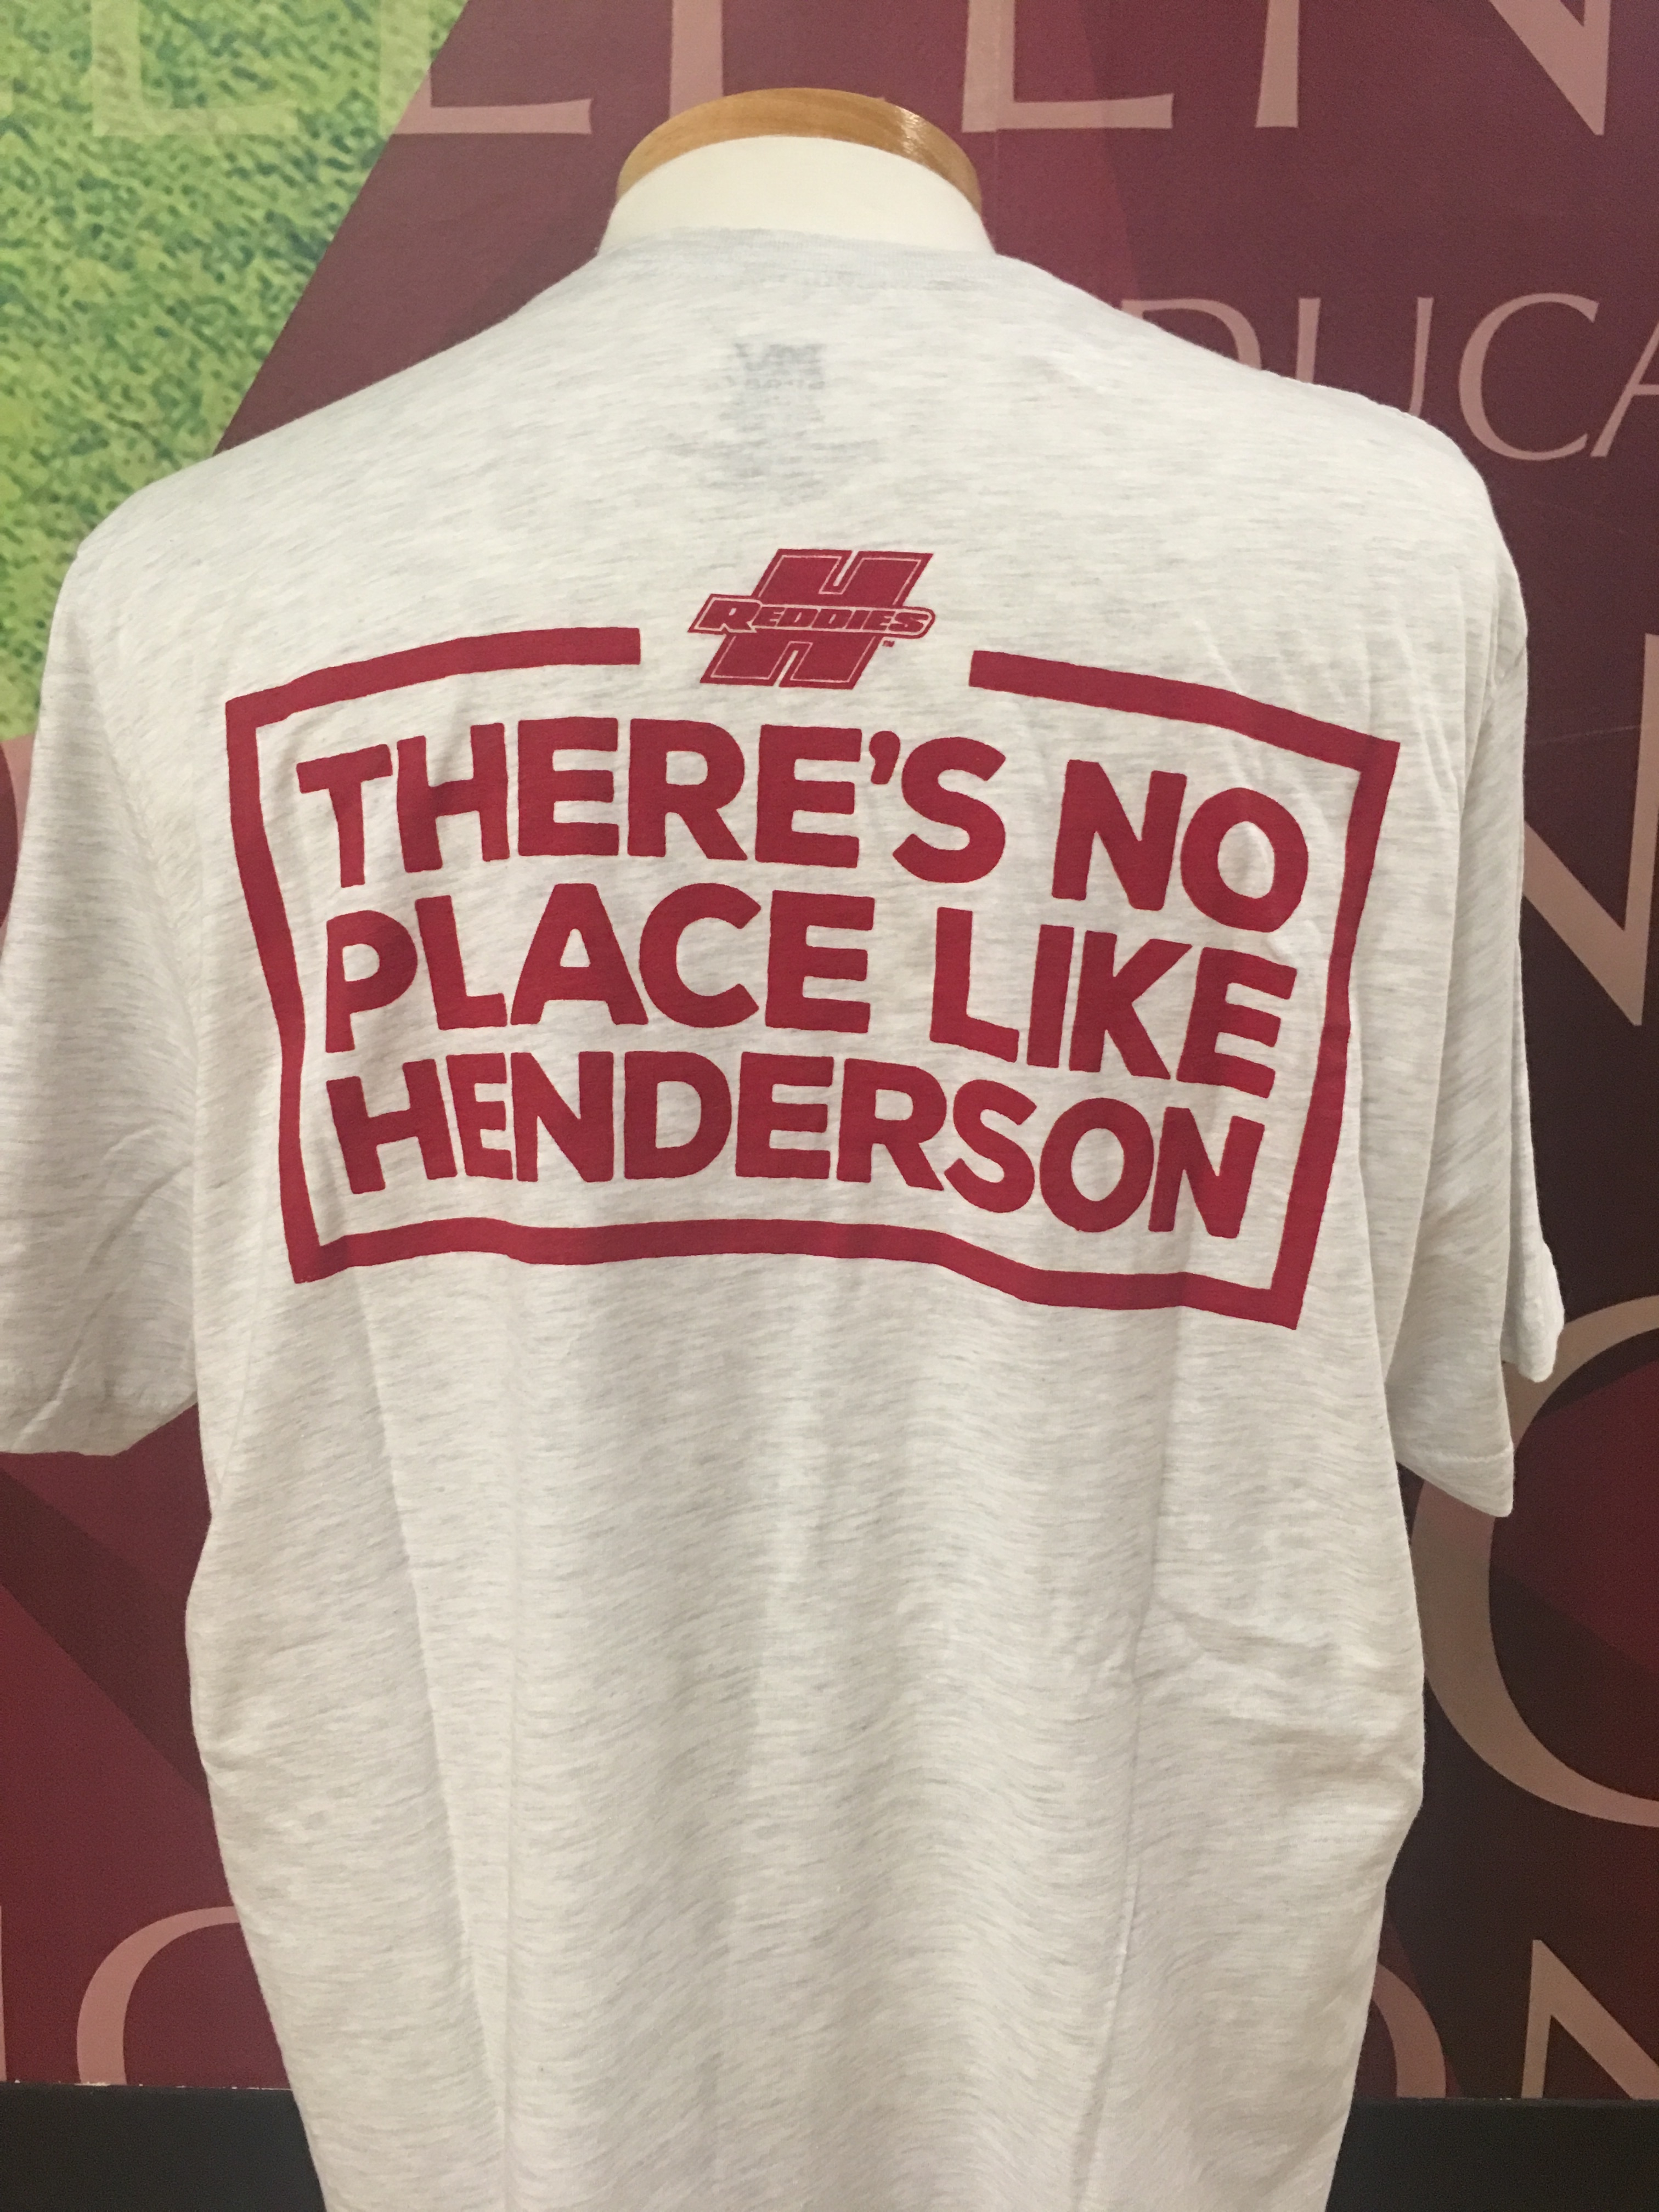 REDDIES
THERE'S NO
PLACE LIKE
HENDERSON